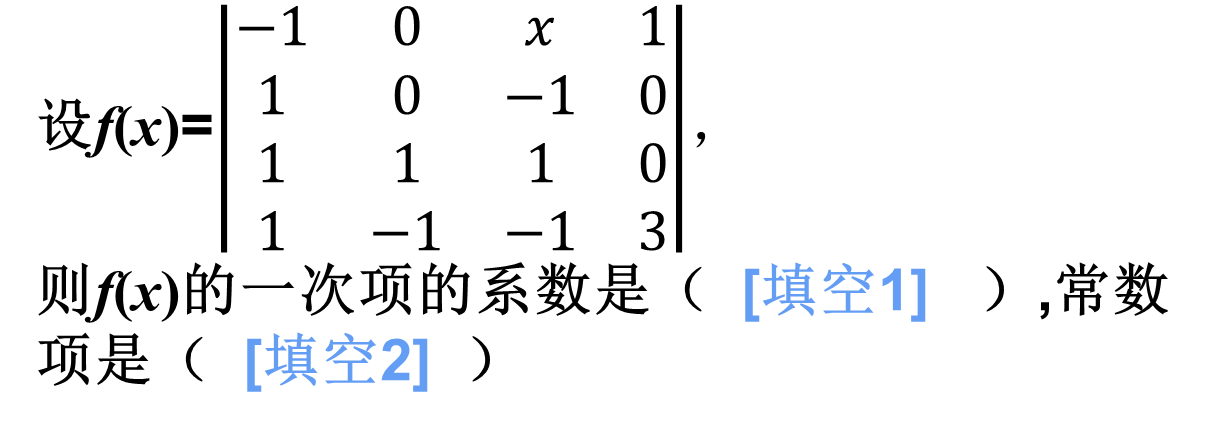 -1 0 x 1
1 0 -1 0
设f(x)= ,
1 1 1 0
1 -1 -1 3
则f(x)的一次项的系数是（ [填空1] ）,常数
项是（ [填空2] ）